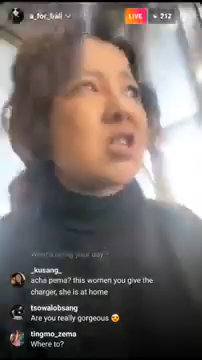 a_for_bali
LIVE
212
_kusang_
acha pema? this women you give the
charger, she is at home
tsowalobsang
Are you really gorgeous 😍
tingmo_zema
Where to?